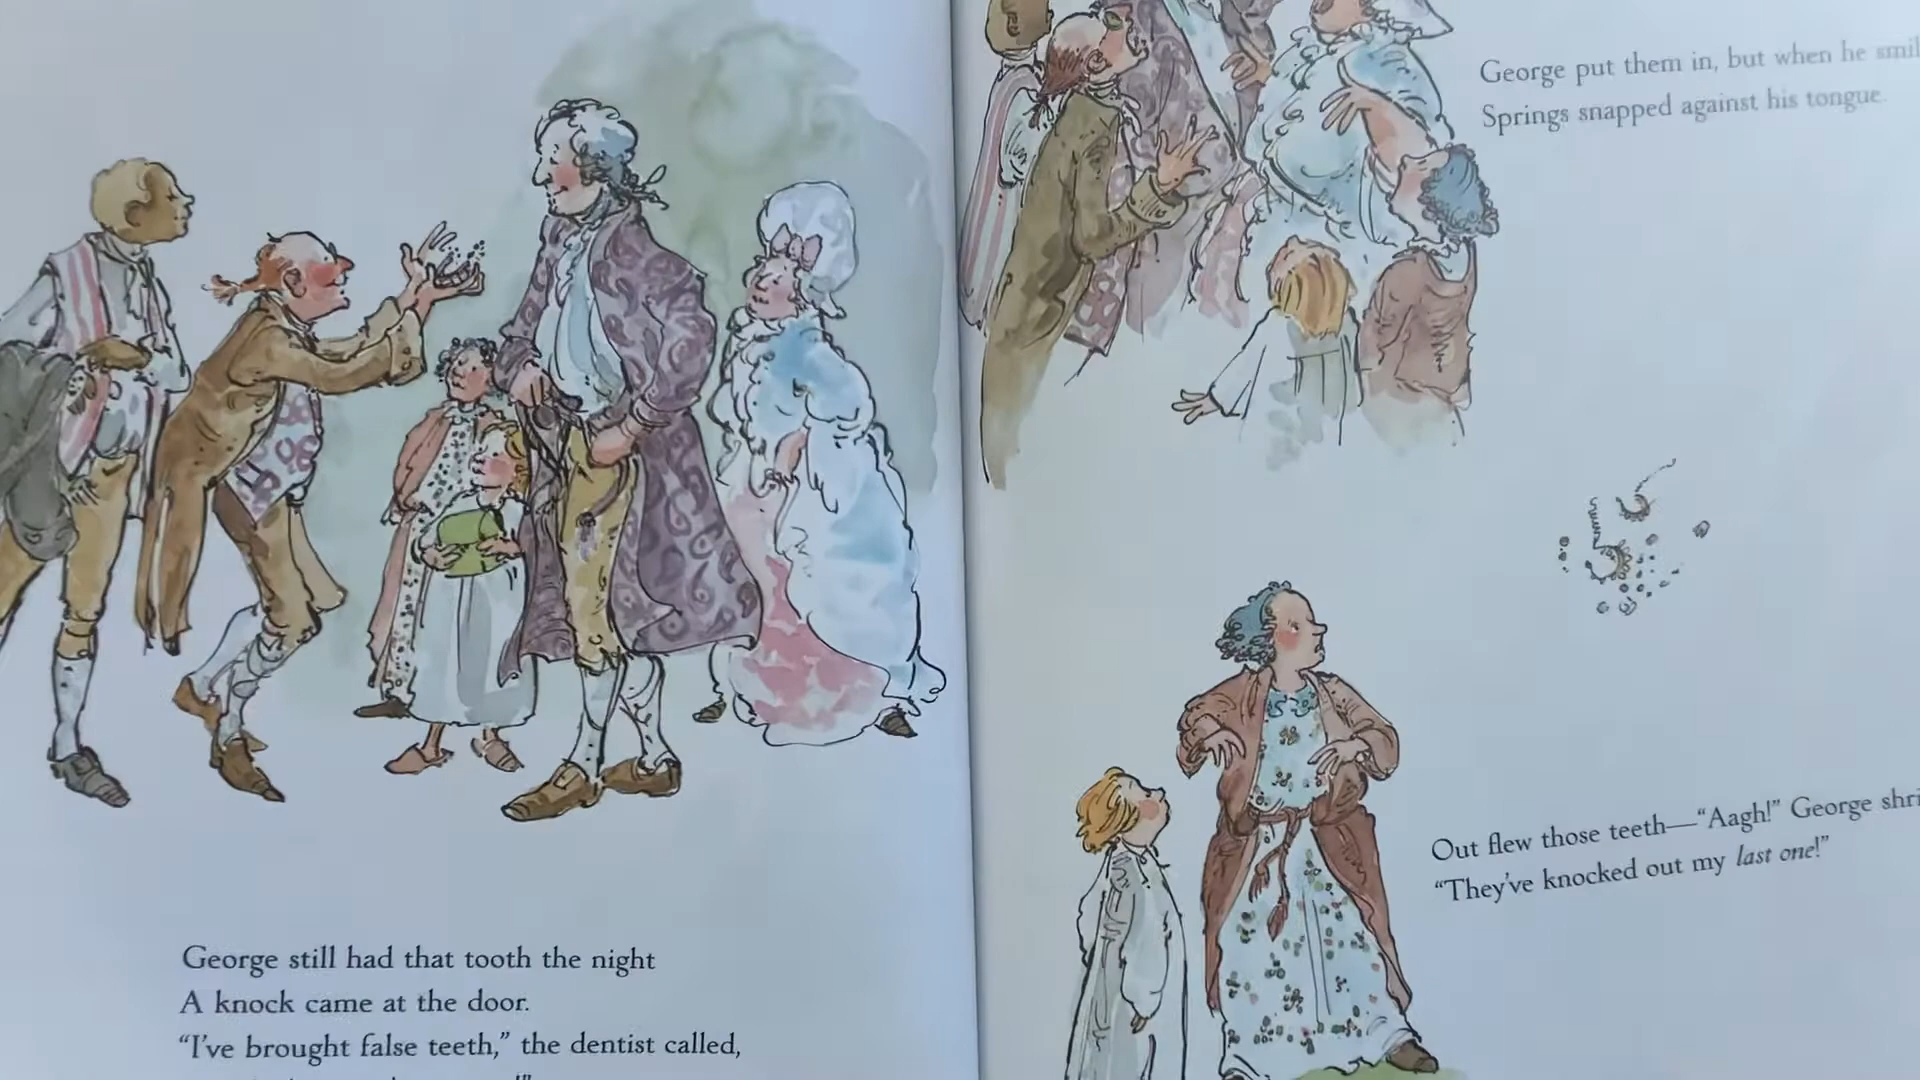 George still had that tooth the night
A knock came at the door.
“I’ve brought false teeth,” the dentist called,
George put them in, but when he
Springs snapped against his tongue.
Out flew those teeth—“Aagh!” George
“They’ve knocked out my last one!”